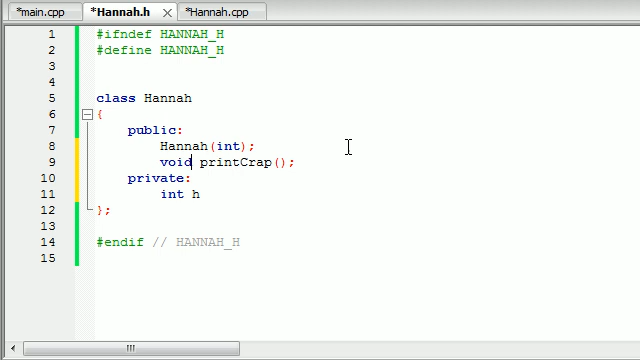 *main.cpp *Hannah.h *Hannah.cpp
1 #ifndef HANNAH_H
2 #define HANNAH_H
3
4
5 class Hannah
6 {
7 public:
8 Hannah(int);
9 void printCrap();
10 private:
11 int h
12 };
13
14 #endif // HANNAH_H
15